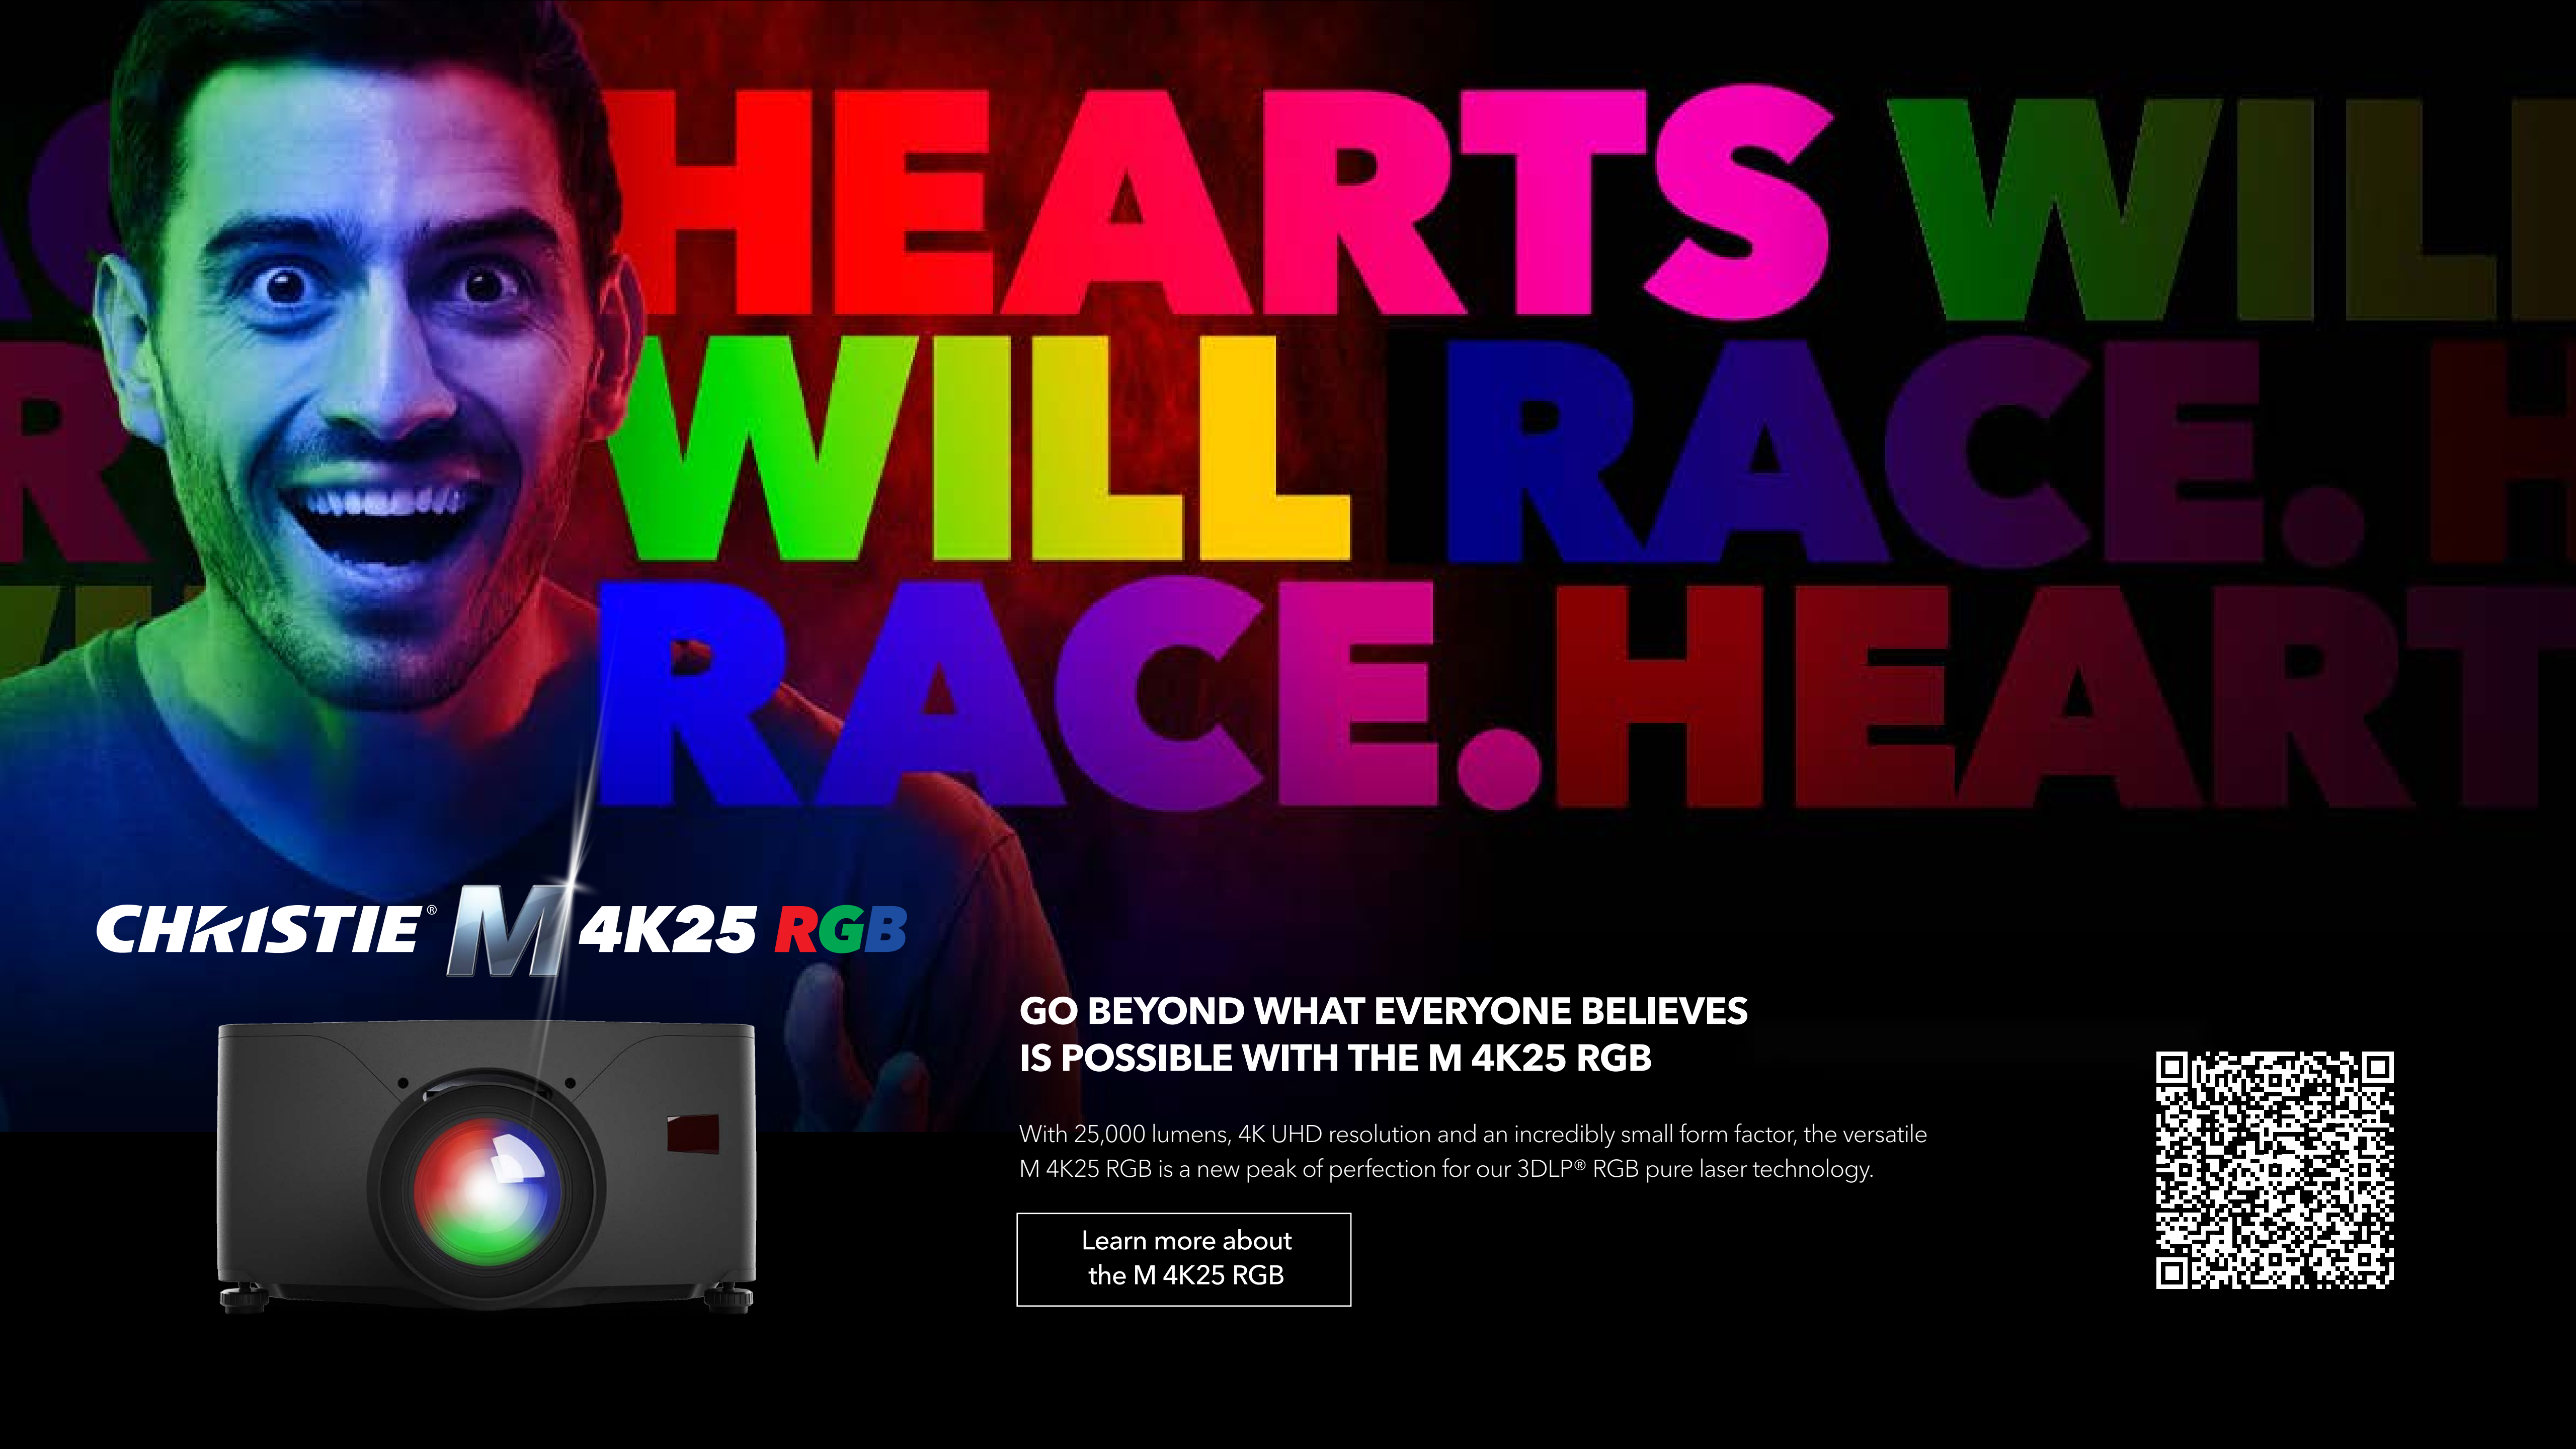 HEARTS WILL
WILL RACE. H
RACE. HEART
R
CHRISTIE® M 4K25 RGB
GO BEYOND WHAT EVERYONE BELIEVES
IS POSSIBLE WITH THE M 4K25 RGB
With 25,000 lumens, 4K UHD resolution and an incredibly small form factor, the versatile
M 4K25 RGB is a new peak of perfection for our 3DLP® RGB pure laser technology.
Learn more about
the M 4K25 RGB